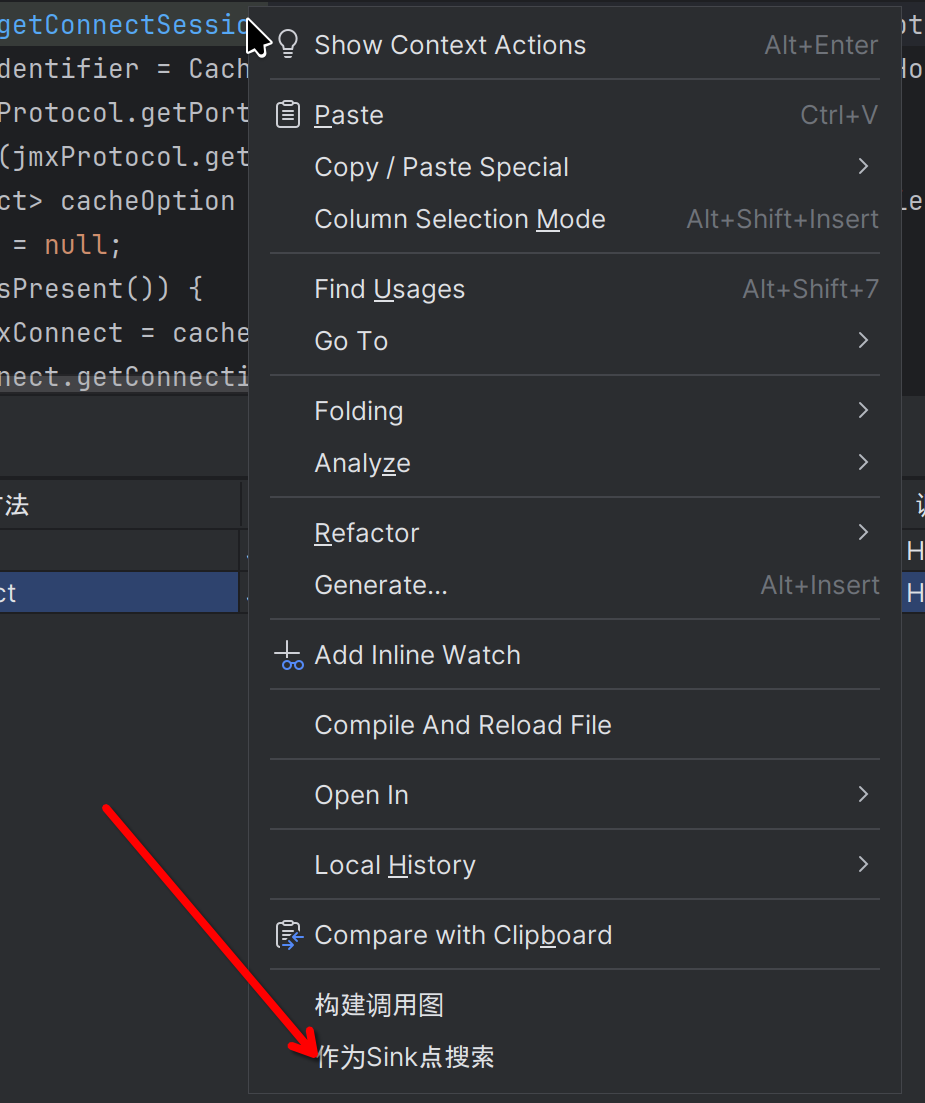 getConnectSessio
Show Context Actions Alt+Enter
dentifier = Cach
Ho
Paste Ctrl+V
Protocol.getPort
(jmxProtocol.get
Copy / Paste Special
ct> cacheOption
Le
Column Selection Mode Alt+Shift+Insert
= null;
sPresent()) {
Find Usages Alt+Shift+7
xConnect = cache
Go To
nect.getConnecti
Folding
Analyze
法
Refactor
H
Generate... Alt+Insert
ct
H
Add Inline Watch
Compile And Reload File
Open In
Local History
Compare with Clipboard
构建调用图
作为Sink点搜索